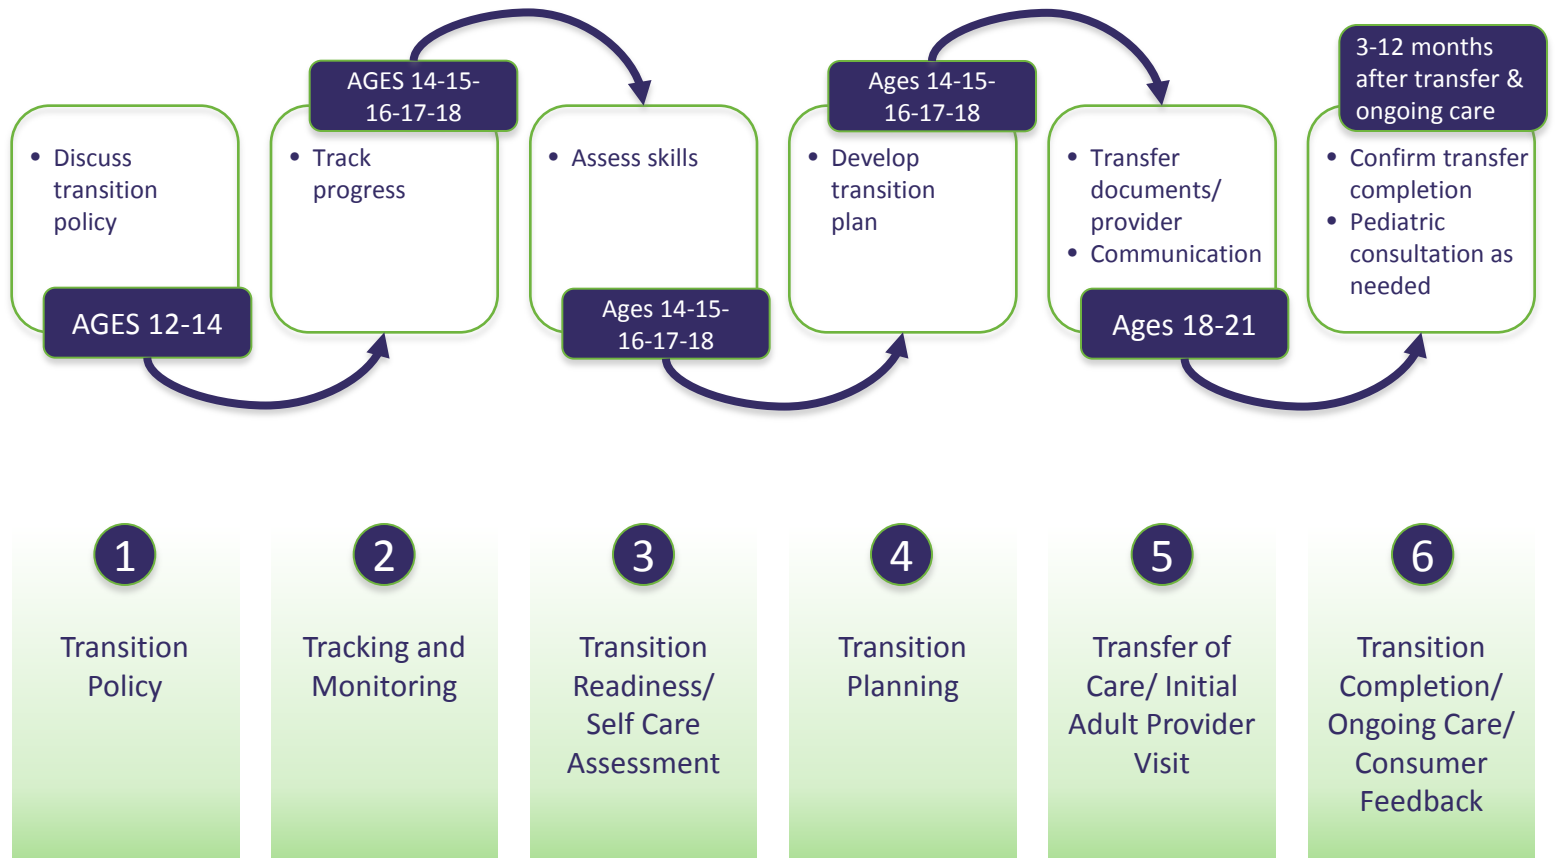 • Discuss
transition
policy
AGES 12-14
AGES 14-15-
16-17-18
• Track
progress
• Assess skills
Ages 14-15-
16-17-18
Ages 14-15-
16-17-18
• Develop
transition
plan
• Transfer
documents/
provider
• Communication
Ages 18-21
3-12 months
after transfer &
ongoing care
• Confirm transfer
completion
• Pediatric
consultation as
needed
1
Transition
Policy
2
Tracking and
Monitoring
3
Transition
Readiness/
Self Care
Assessment
4
Transition
Planning
5
Transfer of
Care/ Initial
Adult Provider
Visit
6
Transition
Completion/
Ongoing Care/
Consumer
Feedback